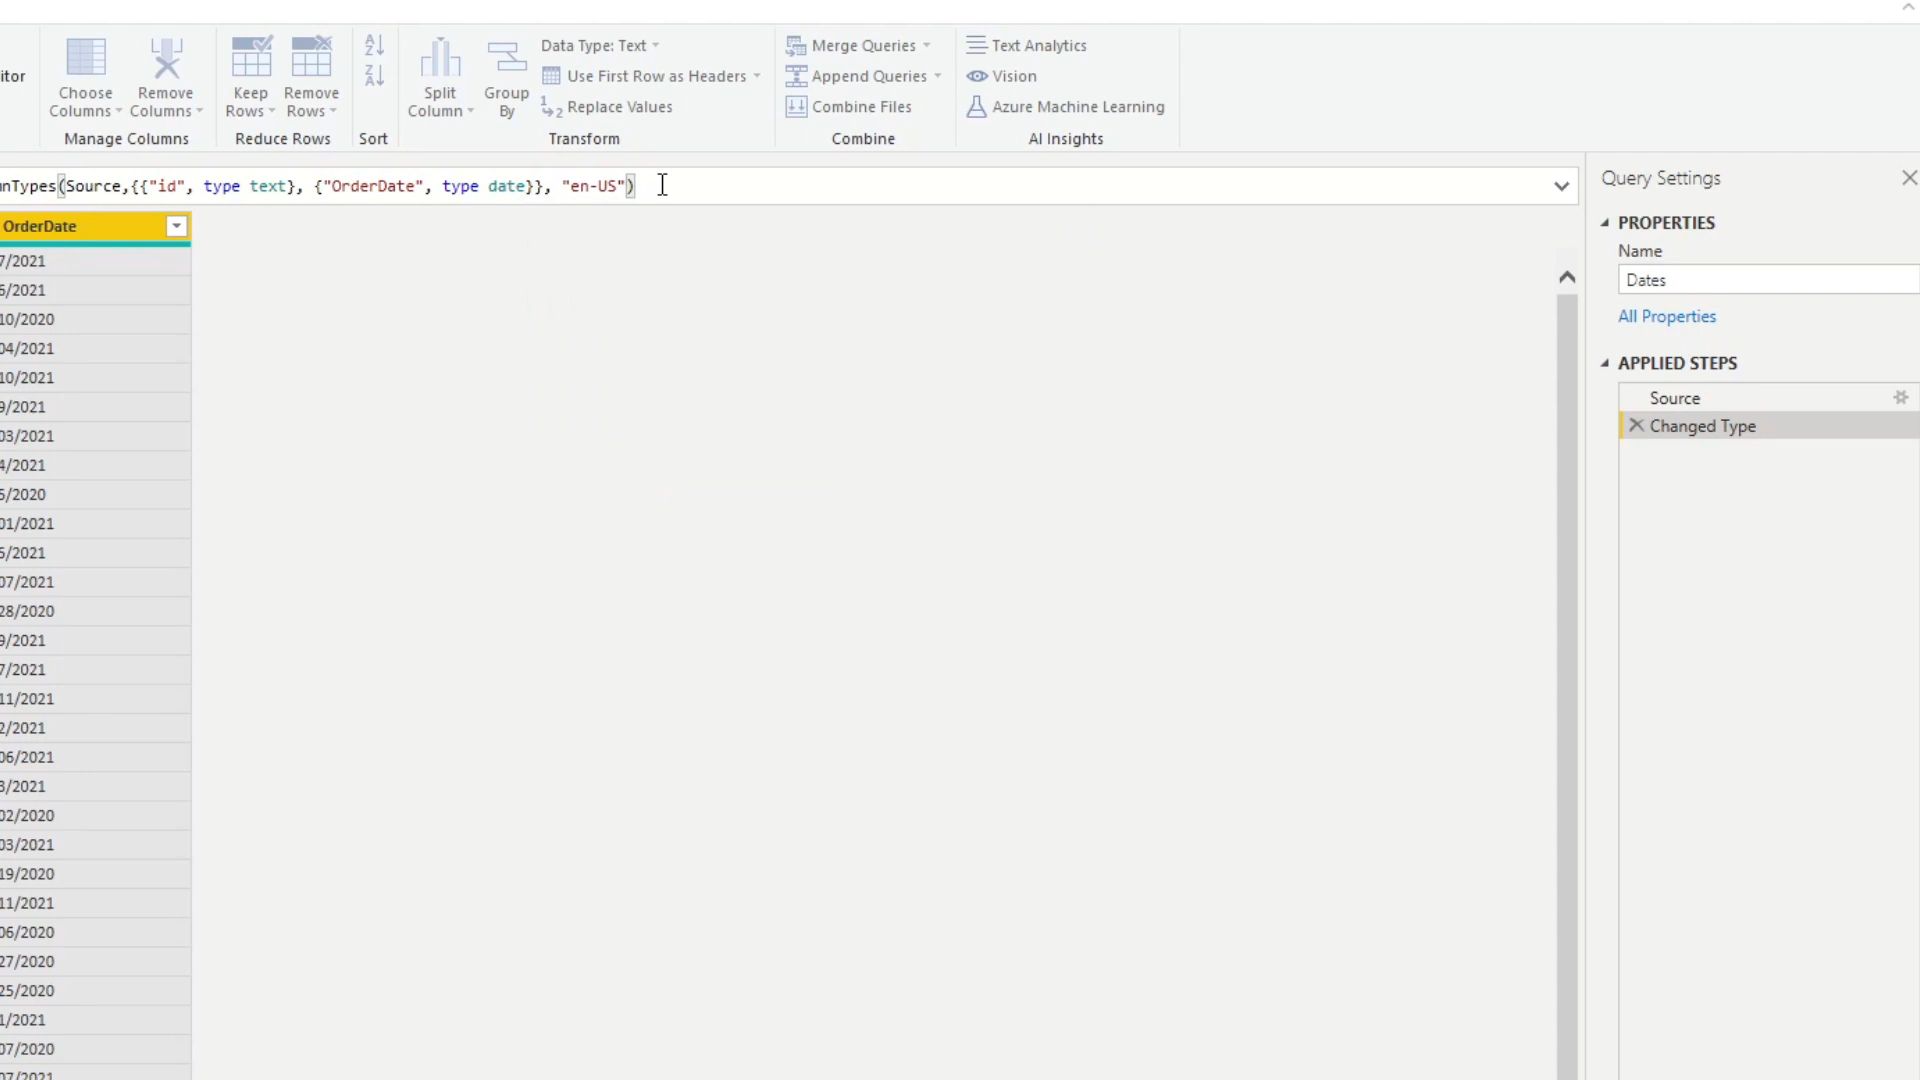 itor
Choose Columns
Remove Columns
Manage Columns
Keep Rows
Remove Rows
Reduce Rows
Sort
Split Column
Group By
Data Type: Text
Use First Row as Headers
Replace Values
Transform
Merge Queries
Append Queries
Combine Files
Combine
Text Analytics
Vision
Azure Machine Learning
AI Insights
nTypes(Source,{{"id", type text}, {"OrderDate", type date}}, "en-US")
OrderDate
7/2021
5/2021
10/2020
04/2021
10/2021
9/2021
03/2021
4/2021
5/2020
01/2021
5/2021
07/2021
28/2020
9/2021
7/2021
11/2021
2/2021
06/2021
3/2021
02/2020
03/2021
19/2020
11/2021
06/2020
27/2020
25/2020
1/2021
07/2020
07/2021
Query Settings
PROPERTIES
Name
Dates
All Properties
APPLIED STEPS
Source
Changed Type